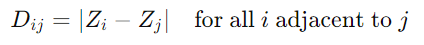 D_{ij} = |Z_i − Z_j| for all i adjacent to j